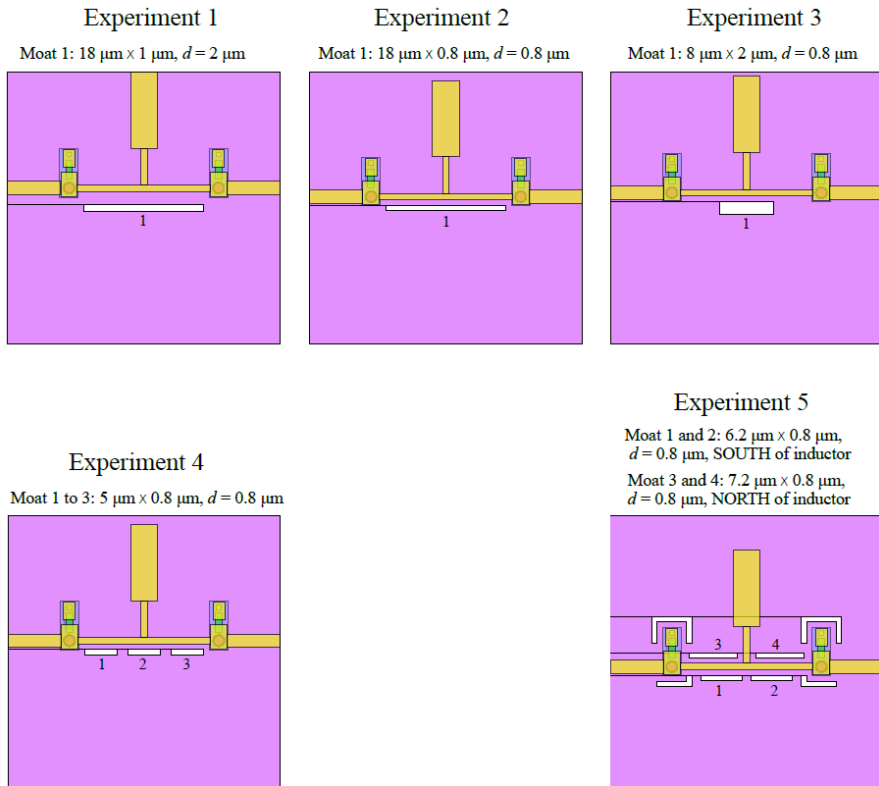 Experiment 1
Moat 1: 18 μm x 1 μm, d = 2 μm
1
Experiment 2
Moat 1: 18 μm x 0.8 μm, d = 0.8 μm
1
Experiment 3
Moat 1: 8 μm x 2 μm, d = 0.8 μm
1
Experiment 4
Moat 1 to 3: 5 μm x 0.8 μm, d = 0.8 μm
1 2 3
Experiment 5
Moat 1 and 2: 6.2 μm x 0.8 μm,
d = 0.8 μm, SOUTH of inductor
Moat 3 and 4: 7.2 μm x 0.8 μm,
d = 0.8 μm, NORTH of inductor
3 4
1 2